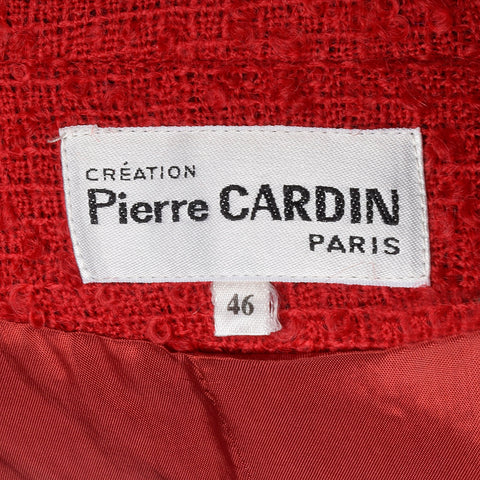 CRÉATION
Pierre CARDIN
PARIS
46